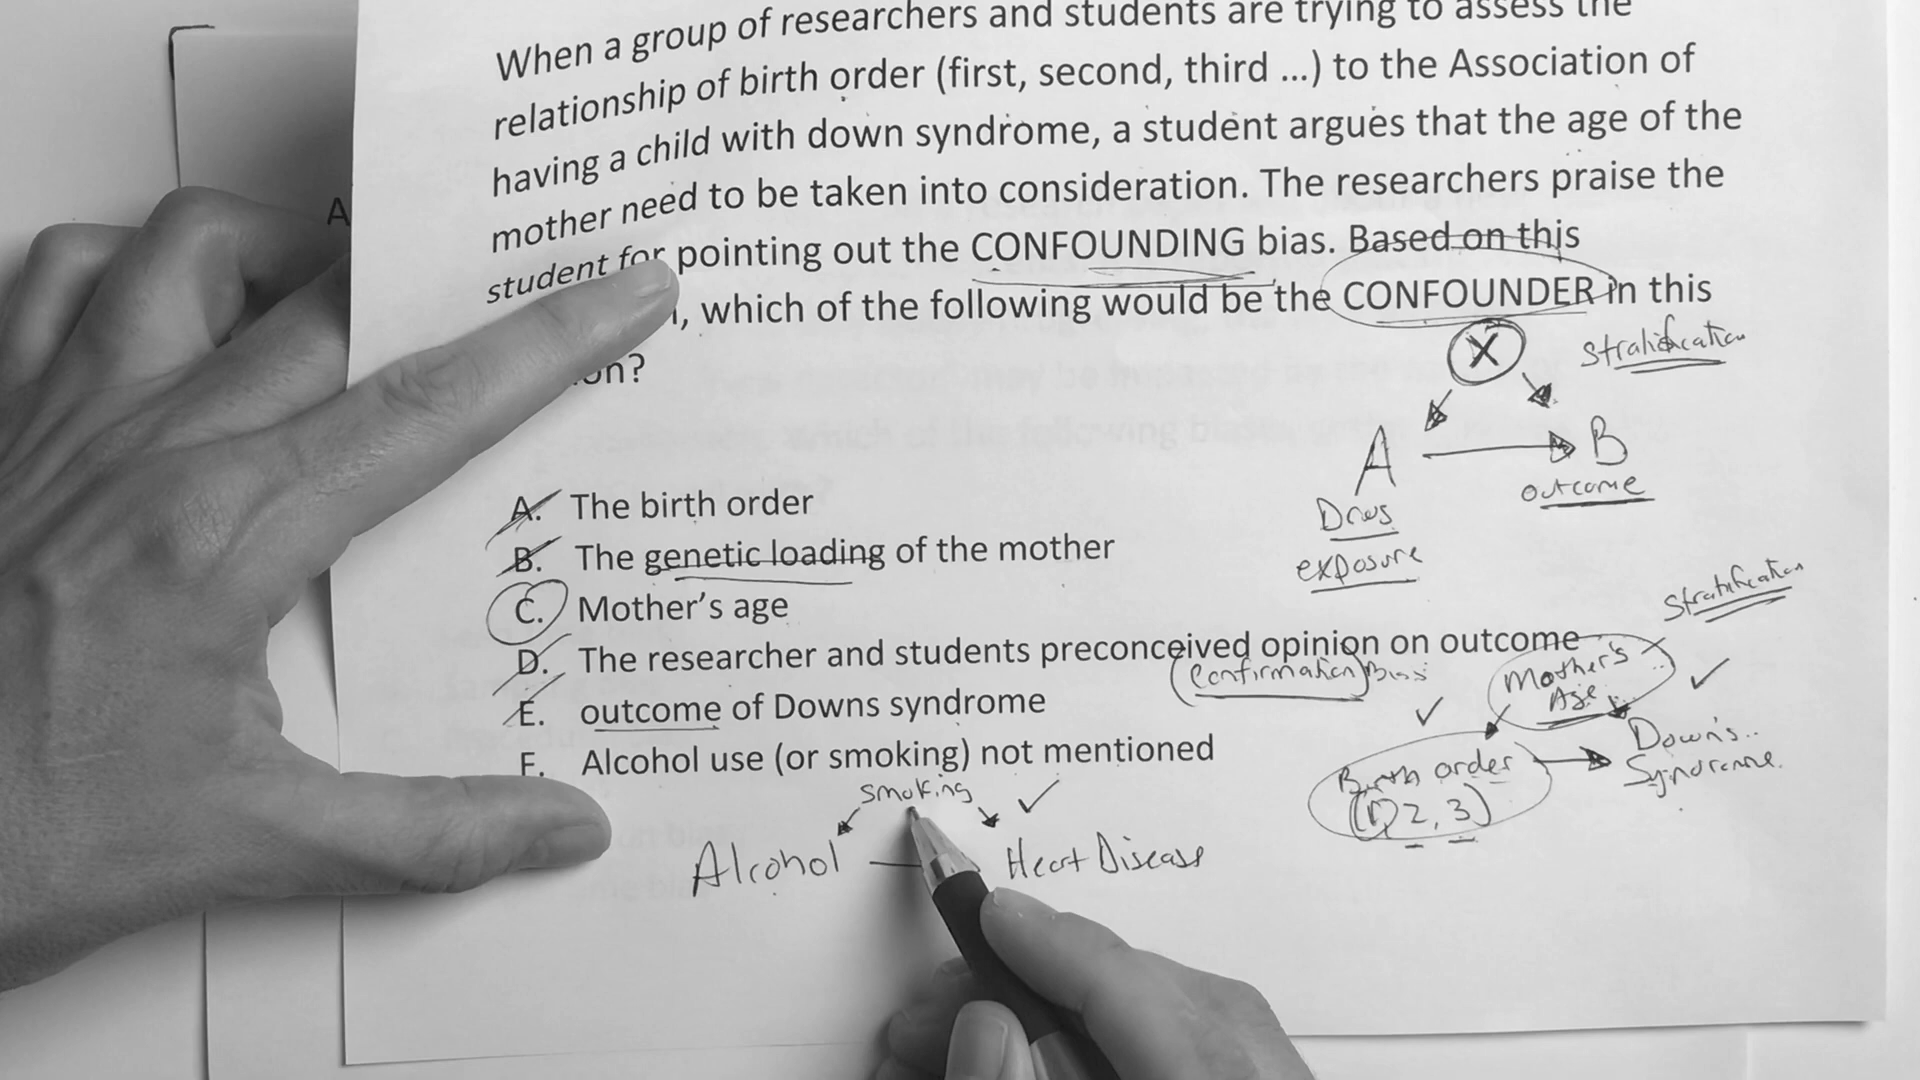 When a group of researchers and students are trying to assess the
relationship of birth order (first, second, third ...) to the Association of
having a child with down syndrome, a student argues that the age of the
mother need to be taken into consideration. The researchers praise the
student for pointing out the CONFOUNDING bias. Based on this
, which of the following would be the CONFOUNDER in this
on?
X
stratification
A → B
outcome
exposure
A
A. The birth order
B. The genetic loading of the mother
C. Mother's age
D. The researcher and students preconceived opinion on outcome
E. outcome of Downs syndrome
F. Alcohol use (or smoking) not mentioned
Stratification
Confirmation Bias
Mother's
Age
Birth order
(1, 2, 3)
Down's
Syndrome
smoking
Alcohol
Heart Disease